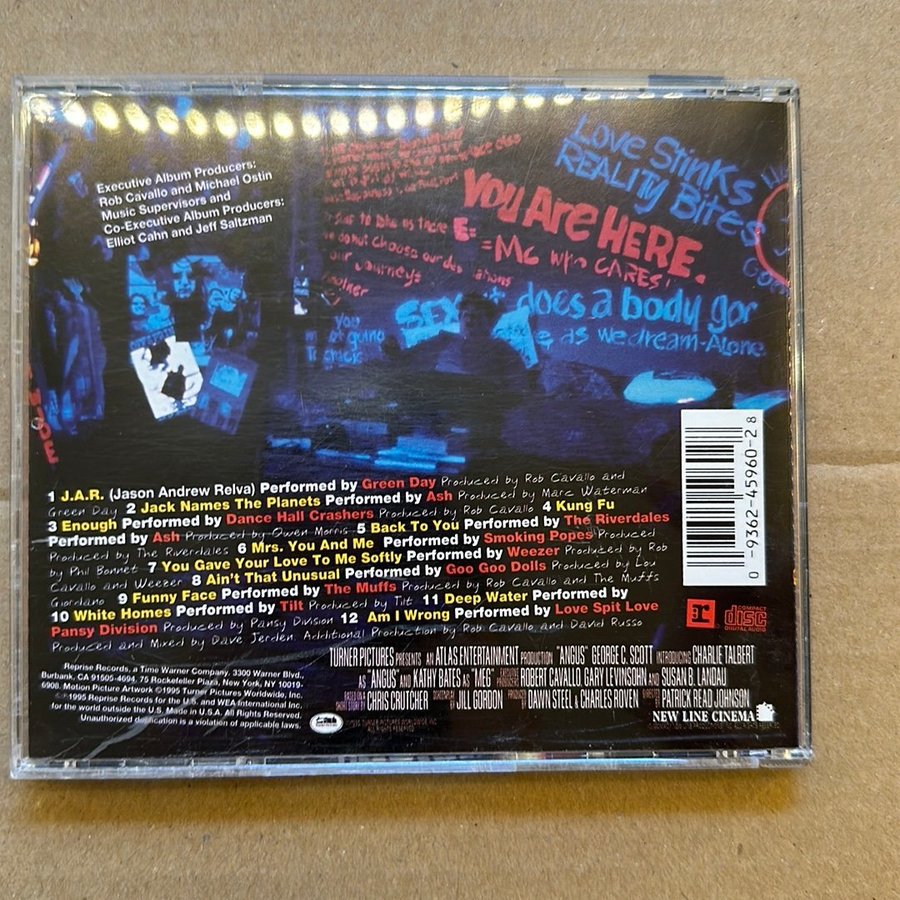 Executive Album Producers:
Rob Cavallo and Michael Ostin
Music Supervisors and
Co-Executive Album Producers:
Elliot Cahn and Jeff Saltzman
Love Stinks
REALITY Bites
YOU ARE HERE.
E=
=MC who CARES!
we do not choose our
our journeys
SEX
does a body
as we dream-Alone
1 J.A.R. (Jason Andrew Relva) Performed by Green Day Produced by Rob Cavallo and
Green Day 2 Jack Names The Planets Performed by Ash Produced by Marc Waterman
3 Enough Performed by Dance Hall Crashers Produced by Rob Cavallo 4 Kung Fu
Performed by Ash Produced by Owen Morris 5 Back To You Performed by The Riverdales
Produced by The Riverdales 6 Mrs. You And Me Performed by Smoking Popes Produced
by Phil Bonnet 7 You Gave Your Love To Me Softly Performed by Weezer Produced by Rob
Cavallo and Weezer 8 Ain't That Unusual Performed by Goo Goo Dolls Produced by Lou
Giordano 9 Funny Face Performed by The Muffs Produced by Rob Cavallo and The Muffs
10 White Homes Performed by Tilt Produced by Tilt 11 Deep Water Performed by
Pansy Division Produced by Pansy Division 12 Am I Wrong Performed by Love Spit Love
Produced and Mixed by Dave Jerden. Additional Production by Rob Cavallo and David Russo
0 -9362-45960-2 8
COMPACT
disc
DIGITAL AUDIO
Reprise Records, a Time Warner Company. 3300 Warner Blvd.,
Burbank, CA 91505-4694. 75 Rockefeller Plaza, New York, NY 10019-
6908. Motion Picture Artwork ©1995 Turner Pictures Worldwide, Inc.
©1995 Reprise Records for the U.S. and WEA International Inc. for
the world outside the U.S. Made in U.S.A. All Rights Reserved.
Unauthorized duplication is a violation of applicable laws.
TURNER PICTURES PRESENTS AN ATLAS ENTERTAINMENT PRODUCTION "ANGUS" GEORGE C. SCOTT INTRODUCING CHARLIE TALBERT
AS "ANGUS" AND KATHY BATES AS "MEG" ROBERT CAVALLO GARY LEVINSOHN AND SUSAN B. LANDAU
BASED ON A SHORT STORY BY CHRIS CRUTCHER SCREENPLAY BY JILL GORDON PRODUCED BY DAWN STEEL & CHARLES ROVEN DIRECTED BY PATRICK READ JOHNSON
NEW LINE CINEMA